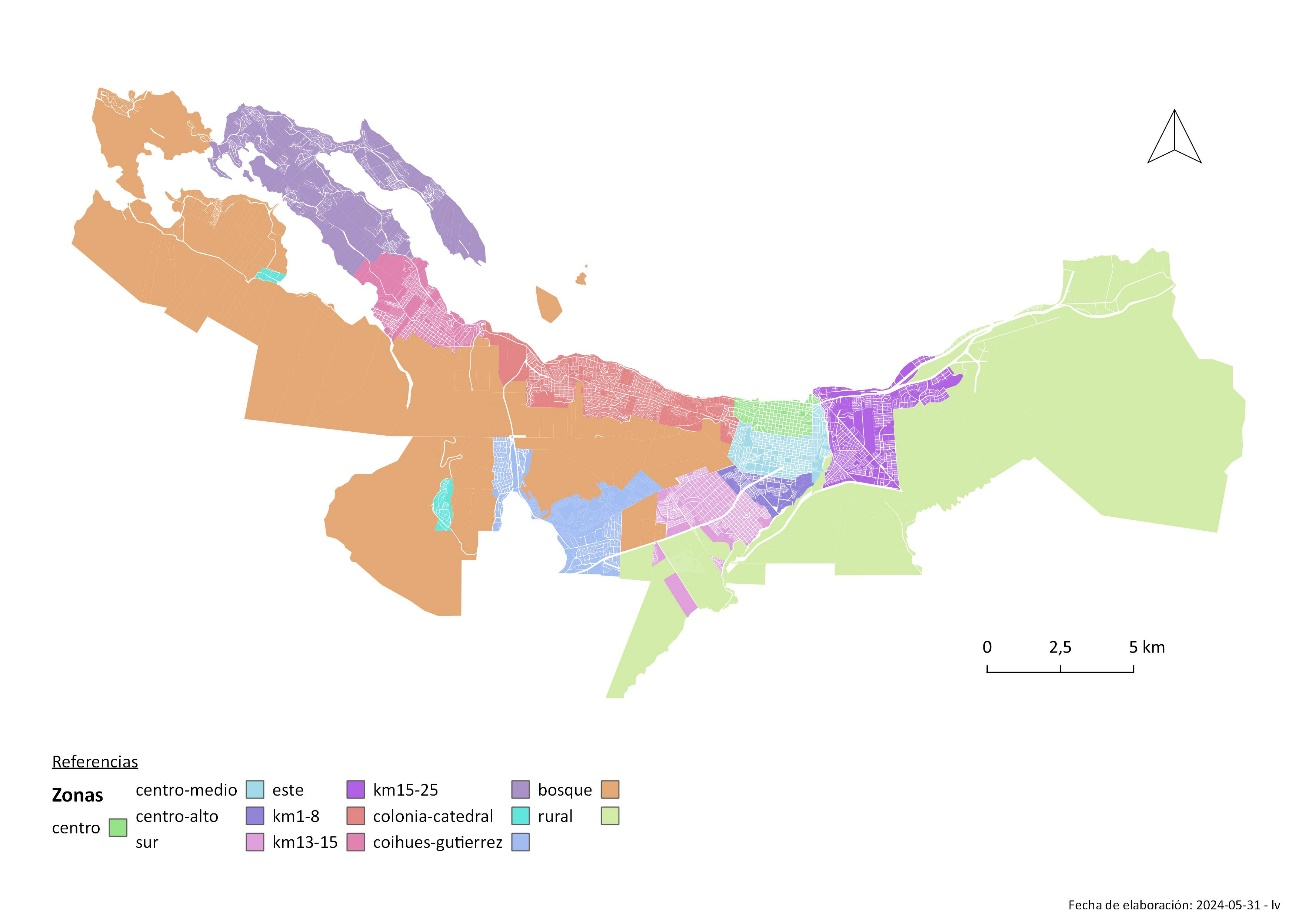 0 2,5 5 km
Referencias
Zonas
centro
centro-medio
centro-alto
sur
este
km1-8
km13-15
km15-25
colonia-catedral
coihues-gutierrez
bosque
rural
Fecha de elaboración: 2024-05-31 - lv